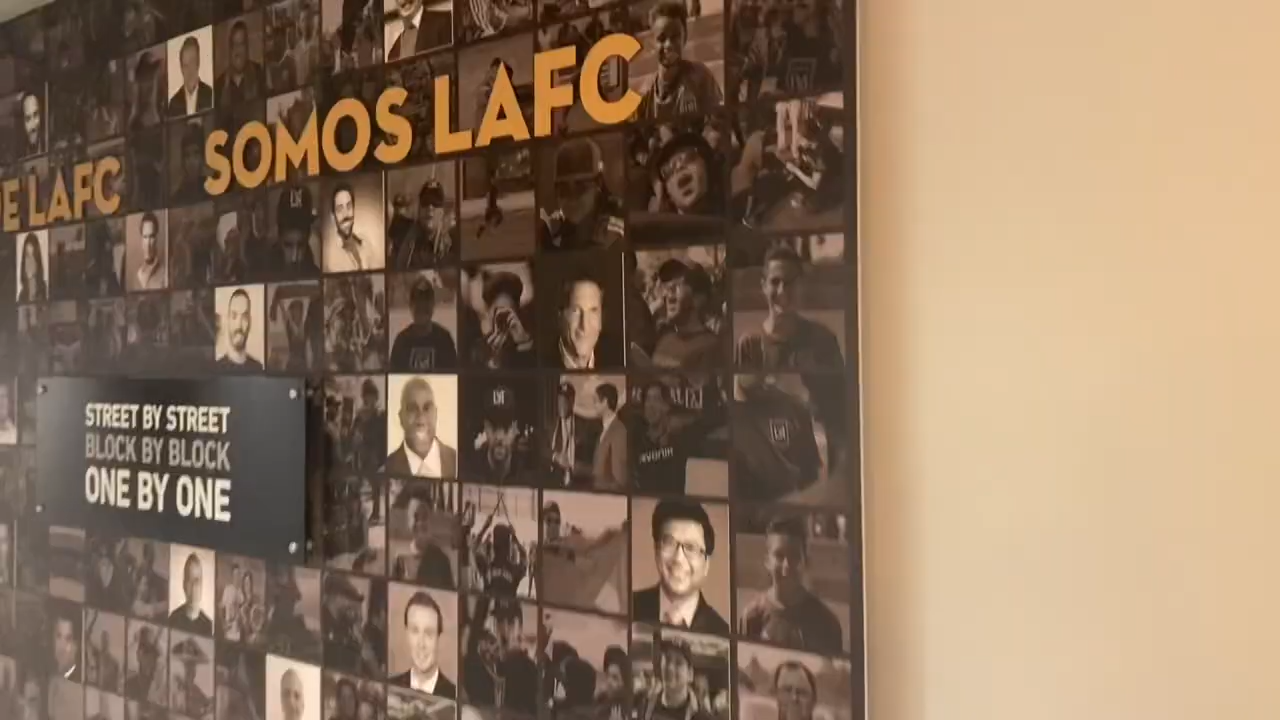 SOMOS LAFC
E LAFC
STREET BY STREET
BLOCK BY BLOCK
ONE BY ONE